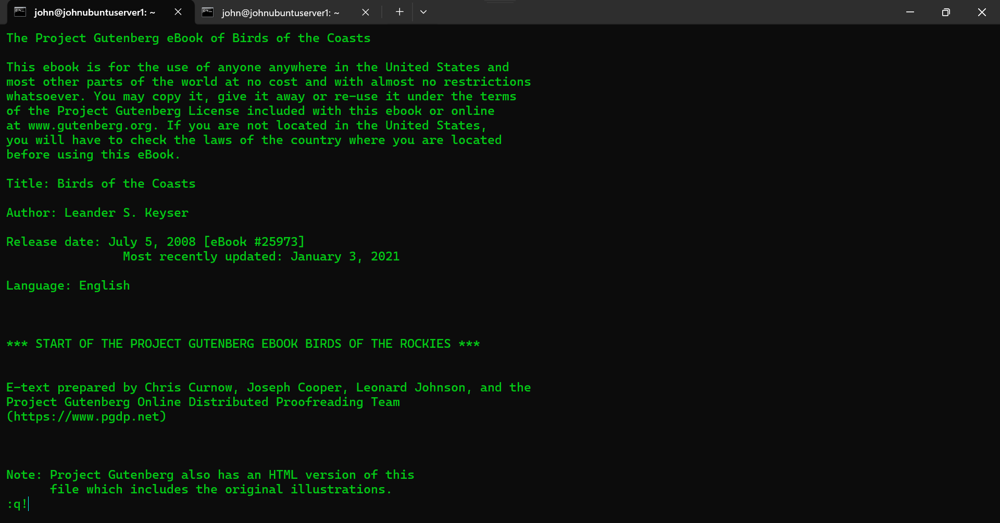 john@johnubuntuserver1: ~
john@johnubuntuserver1: ~
The Project Gutenberg eBook of Birds of the Coasts
This ebook is for the use of anyone anywhere in the United States and
most other parts of the world at no cost and with almost no restrictions
whatsoever. You may copy it, give it away or re-use it under the terms
of the Project Gutenberg License included with this ebook or online
at www.gutenberg.org. If you are not located in the United States,
you will have to check the laws of the country where you are located
before using this eBook.
Title: Birds of the Coasts
Author: Leander S. Keyser
Release date: July 5, 2008 [eBook #25973]
Most recently updated: January 3, 2021
Language: English
*** START OF THE PROJECT GUTENBERG EBOOK BIRDS OF THE ROCKIES ***
E-text prepared by Chris Curnow, Joseph Cooper, Leonard Johnson, and the
Project Gutenberg Online Distributed Proofreading Team
(https://www.pgdp.net)
Note: Project Gutenberg also has an HTML version of this
file which includes the original illustrations.
:q!